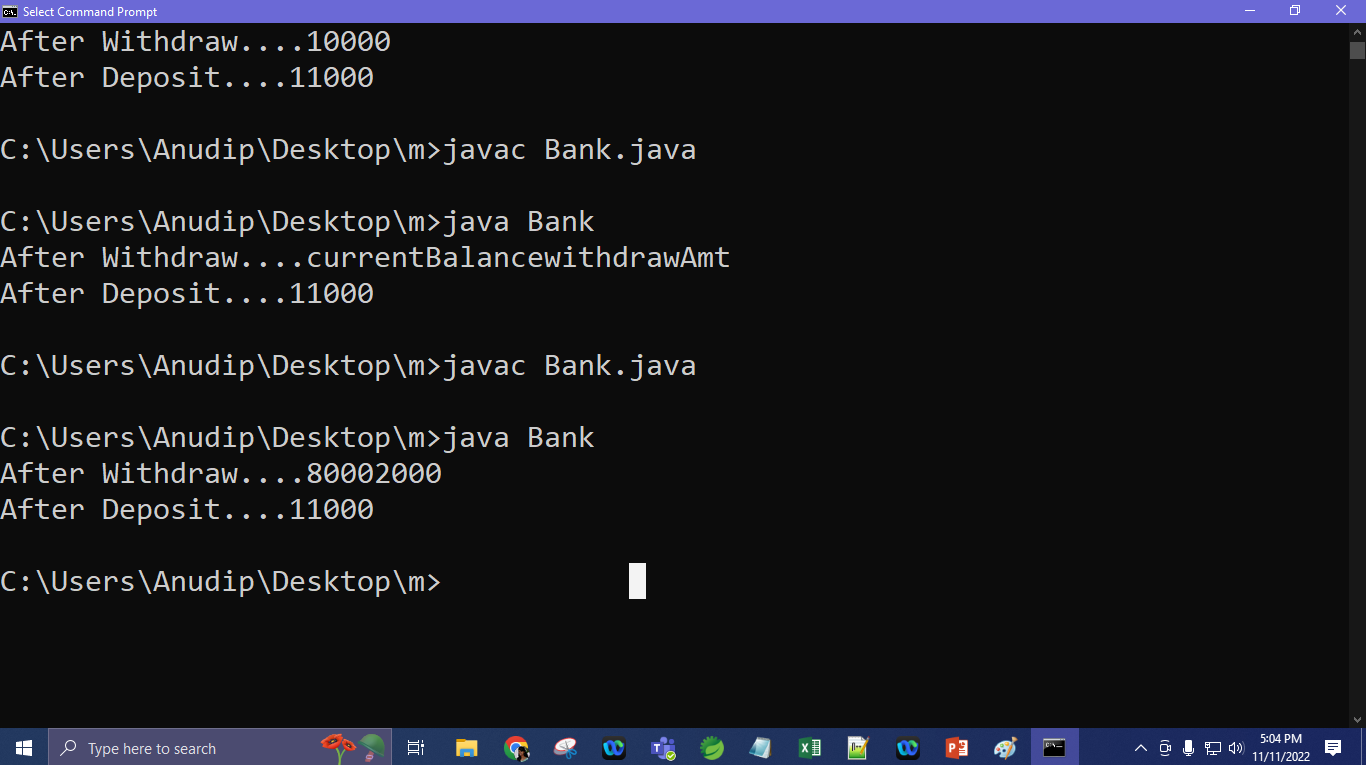 Select Command Prompt
After Withdraw....10000
After Deposit....11000
C:\Users\Anudip\Desktop\m>javac Bank.java
C:\Users\Anudip\Desktop\m>java Bank
After Withdraw....currentBalancewithdrawAmt
After Deposit....11000
C:\Users\Anudip\Desktop\m>javac Bank.java
C:\Users\Anudip\Desktop\m>java Bank
After Withdraw....80002000
After Deposit....11000
C:\Users\Anudip\Desktop\m>
Type here to search
5:04 PM
11/11/2022